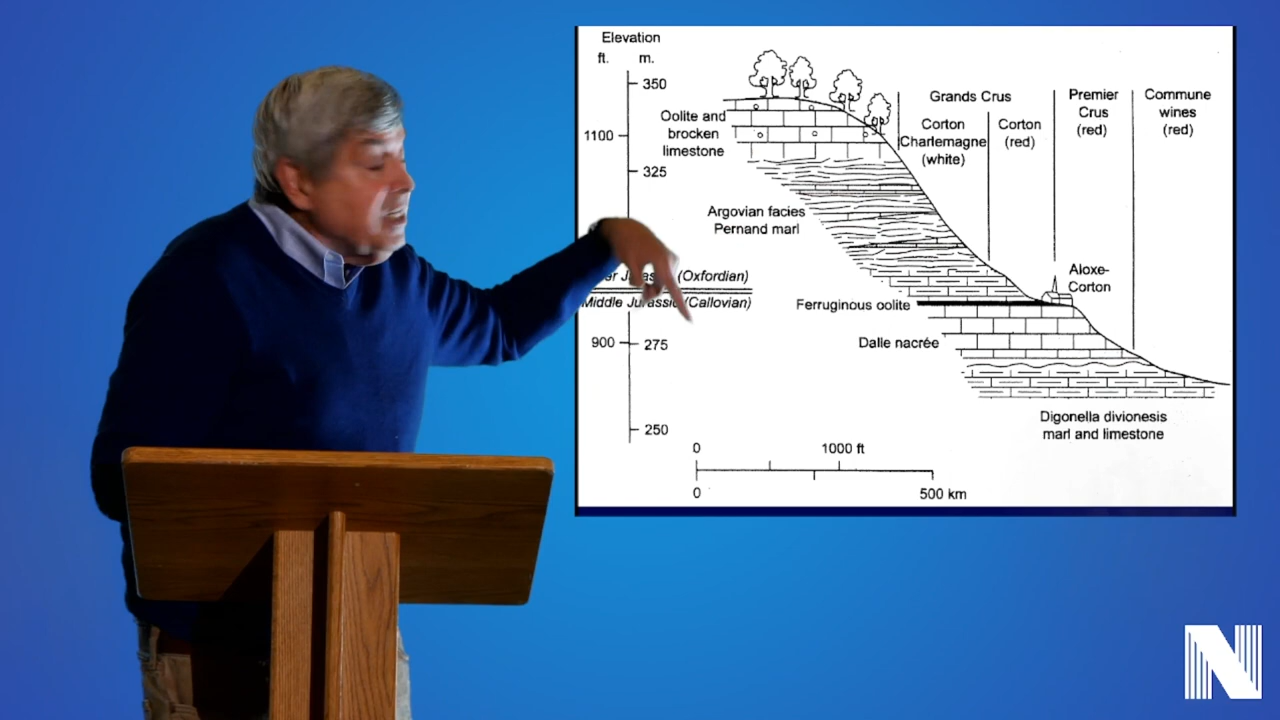 Elevation
ft. m.
350
1100
325
900
275
250
Oolite and
brocken
limestone
Argovian facies
Pernand marl
(Oxfordian)
Middle Jurassic (Callovian)
Ferruginous oolite
Dalle nacrée
Grands Crus
Corton
Charlemagne
(white)
Corton
(red)
Premier
Crus
(red)
Commune
wines
(red)
Aloxe-
Corton
Digonella divionesis
marl and limestone
0 1000 ft
0 500 km
N